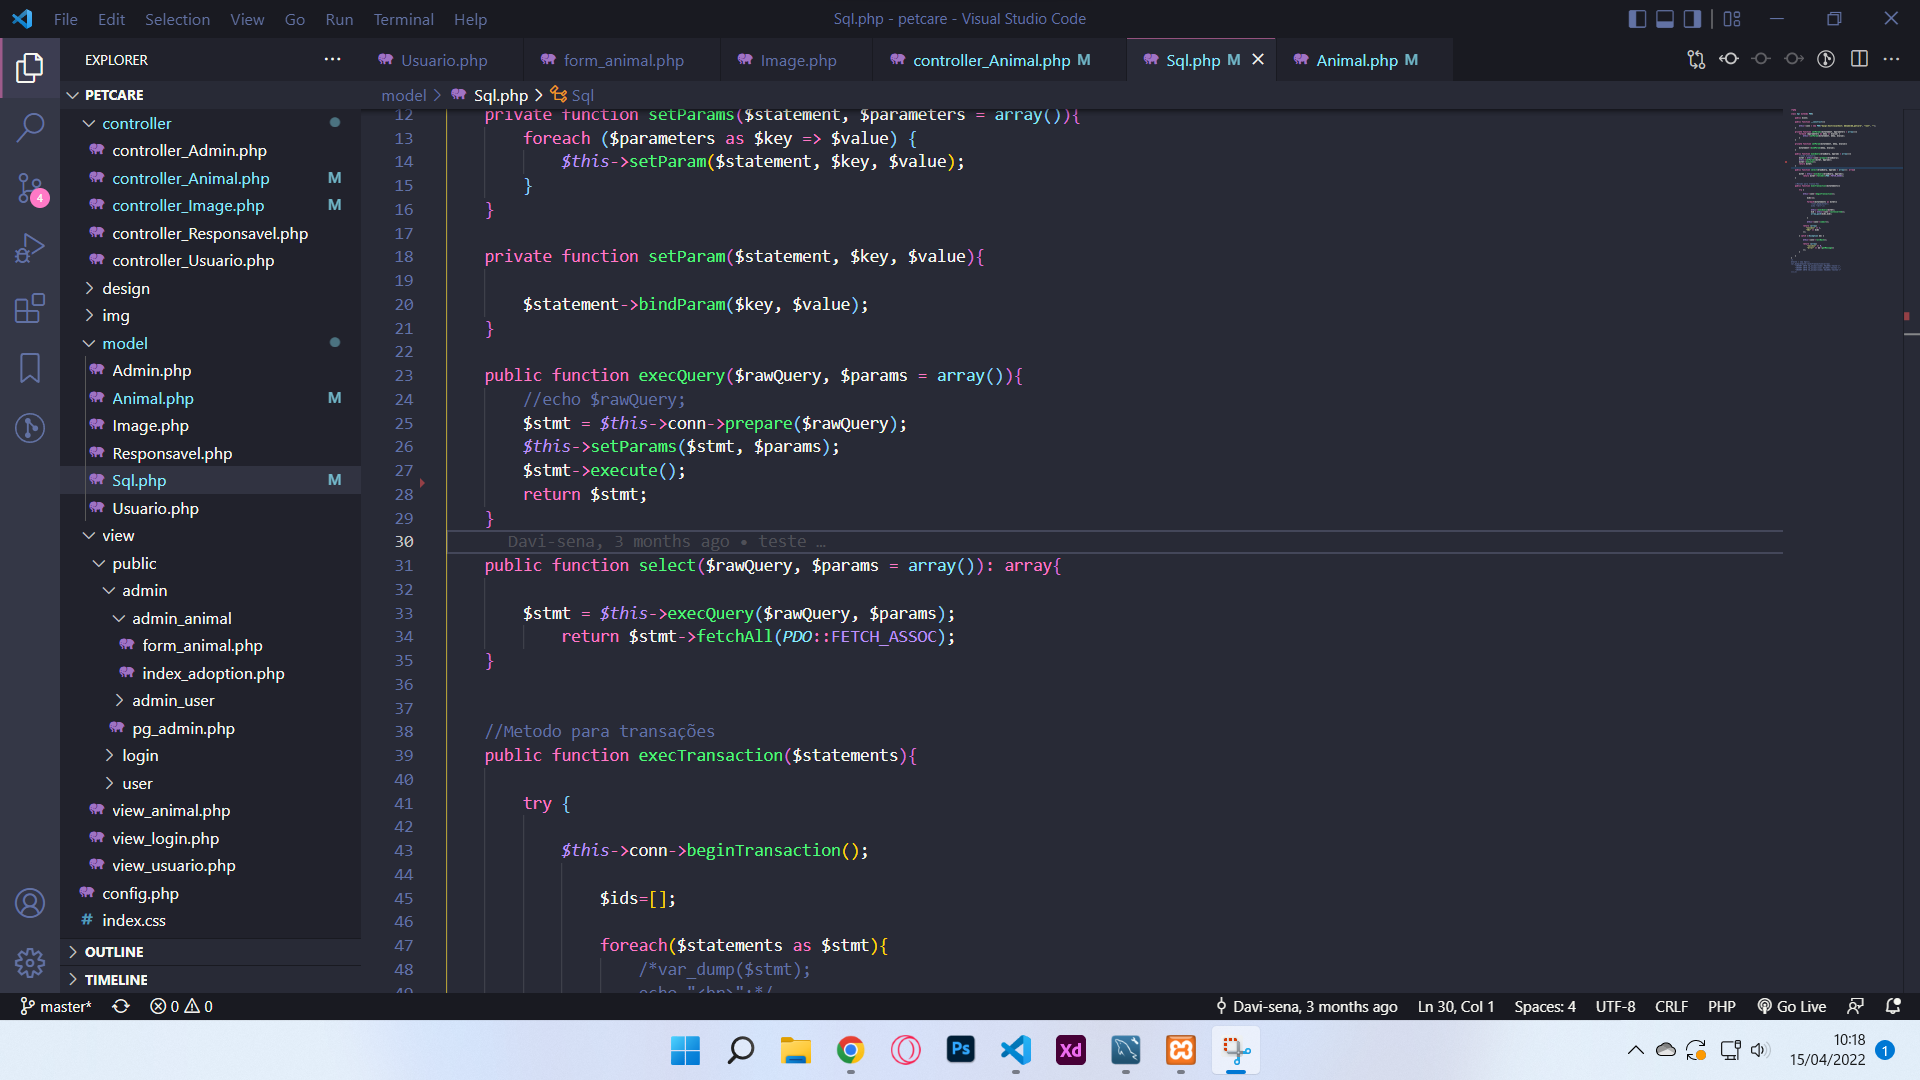 File Edit Selection View Go Run Terminal Help
Sql.php - petcare - Visual Studio Code
EXPLORER
Usuario.php form_animal.php Image.php controller_Animal.php M Sql.php M Animal.php M
PETCARE
controller
controller_Admin.php
controller_Animal.php M
controller_Image.php M
controller_Responsavel.php
controller_Usuario.php
design
img
model
Admin.php
Animal.php M
Image.php
Responsavel.php
Sql.php M
Usuario.php
view
public
admin
admin_animal
form_animal.php
index_adoption.php
admin_user
pg_admin.php
login
user
view_animal.php
view_login.php
view_usuario.php
config.php
# index.css
OUTLINE
TIMELINE
4
model > Sql.php > Sql
12 private function setParams($statement, $parameters = array()){
13 foreach ($parameters as $key => $value) {
14 $this->setParam($statement, $key, $value);
15 }
16 }
17
18 private function setParam($statement, $key, $value){
19
20 $statement->bindParam($key, $value);
21 }
22
23 public function execQuery($rawQuery, $params = array()){
24 //echo $rawQuery;
25 $stmt = $this->conn->prepare($rawQuery);
26 $this->setParams($stmt, $params);
27 $stmt->execute();
28 return $stmt;
29 }
30 Davi-sena, 3 months ago • teste …
31 public function select($rawQuery, $params = array()): array{
32
33 $stmt = $this->execQuery($rawQuery, $params);
34 return $stmt->fetchAll(PDO::FETCH_ASSOC);
35 }
36
37
38 //Metodo para transações
39 public function execTransaction($statements){
40
41 try {
42
43 $this->conn->beginTransaction();
44
45 $ids=[];
46
47 foreach($statements as $stmt){
48 /*var_dump($stmt);
49 echo "<br>";*/
master* 0 0
Davi-sena, 3 months ago Ln 30, Col 1 Spaces: 4 UTF-8 CRLF PHP Go Live
Ps Xd
10:18
15/04/2022
1